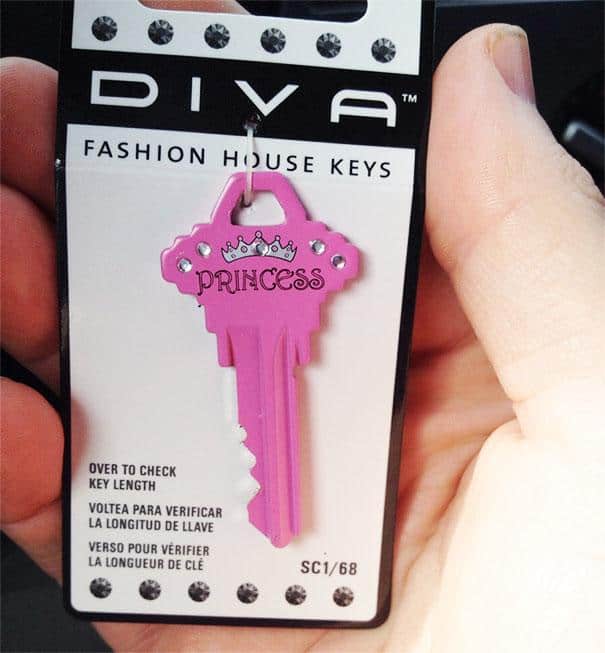 DIVA™
FASHION HOUSE KEYS
PRINCESS
OVER TO CHECK
KEY LENGTH
VOLTEA PARA VERIFICAR
LA LONGITUD DE LLAVE
VERSO POUR VÉRIFIER
LA LONGUEUR DE CLÉ
SC1/68